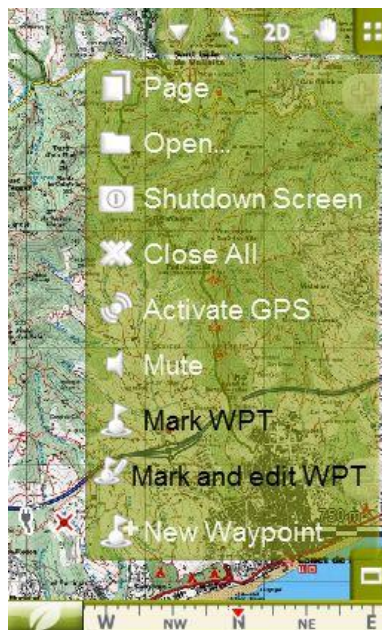 2D
Page
Open...
Shutdown Screen
Close All
Activate GPS
Mute
Mark WPT
Mark and edit WPT
New Waypoint
750 m
W NW N NE E